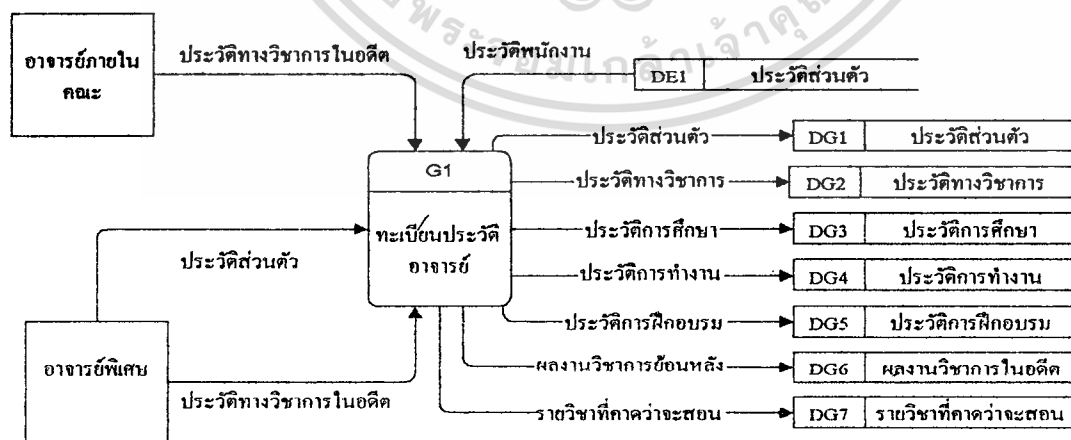 พระจอมเกล้าเจ้าคุณ
อาจารย์ภายใน
คณะ
ประวัติทางวิชาการในอดีต
ประวัติพนักงาน
DE1 ประวัติส่วนตัว
G1
ทะเบียนประวัติ
อาจารย์
ประวัติส่วนตัว DG1 ประวัติส่วนตัว
ประวัติทางวิชาการ DG2 ประวัติทางวิชาการ
ประวัติการศึกษา DG3 ประวัติการศึกษา
ประวัติการทำงาน DG4 ประวัติการทำงาน
ประวัติการฝึกอบรม DG5 ประวัติการฝึกอบรม
ผลงานวิชาการย้อนหลัง DG6 ผลงานวิชาการในอดีต
รายวิชาที่คาดว่าจะสอน DG7 รายวิชาที่คาดว่าจะสอน
ประวัติส่วนตัว
อาจารย์พิเศษ
ประวัติทางวิชาการในอดีต